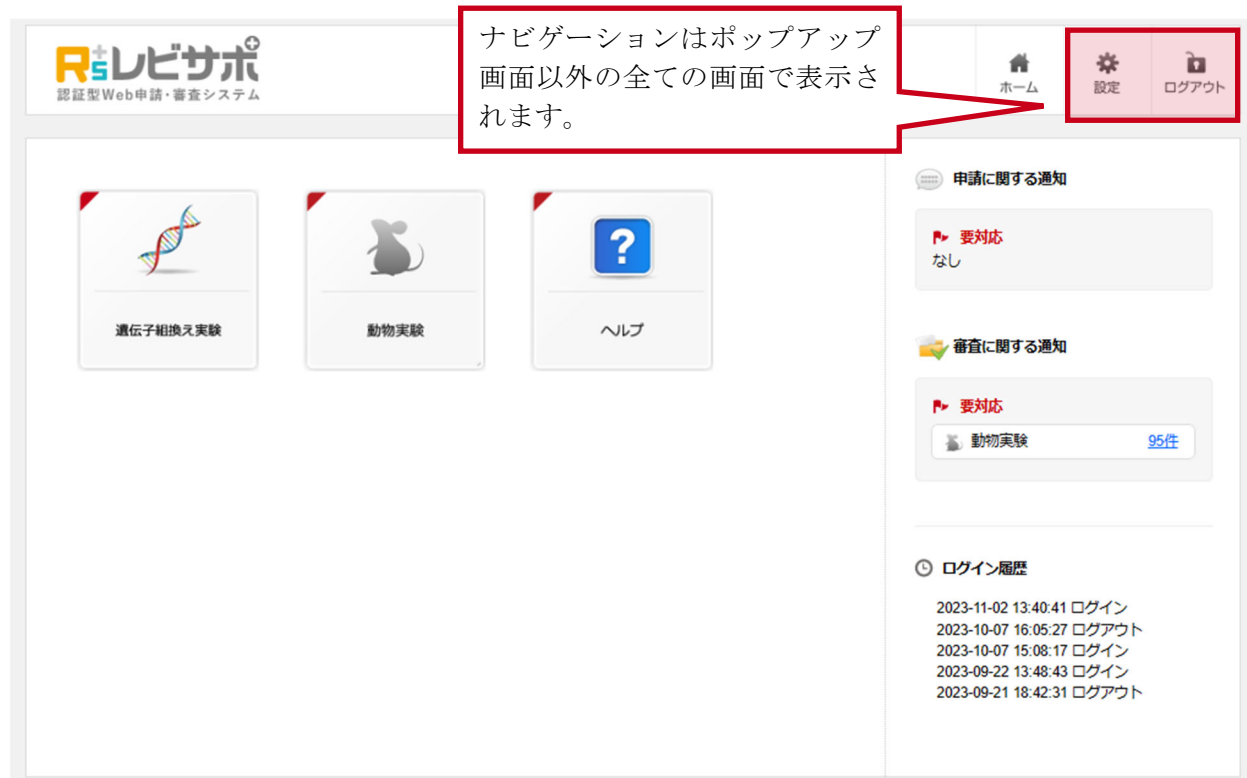 R+sレビサポ
認証型Web申請・審査システム
ナビゲーションはポップアップ
画面以外の全ての画面で表示さ
れます。
ホーム
設定
ログアウト
遺伝子組換え実験
動物実験
?
ヘルプ
申請に関する通知
要対応
なし
審査に関する通知
要対応
動物実験 95件
ログイン履歴
2023-11-02 13:40:41 ログイン
2023-10-07 16:05:27 ログアウト
2023-10-07 15:08:17 ログイン
2023-09-22 13:48:43 ログイン
2023-09-21 18:42:31 ログアウト